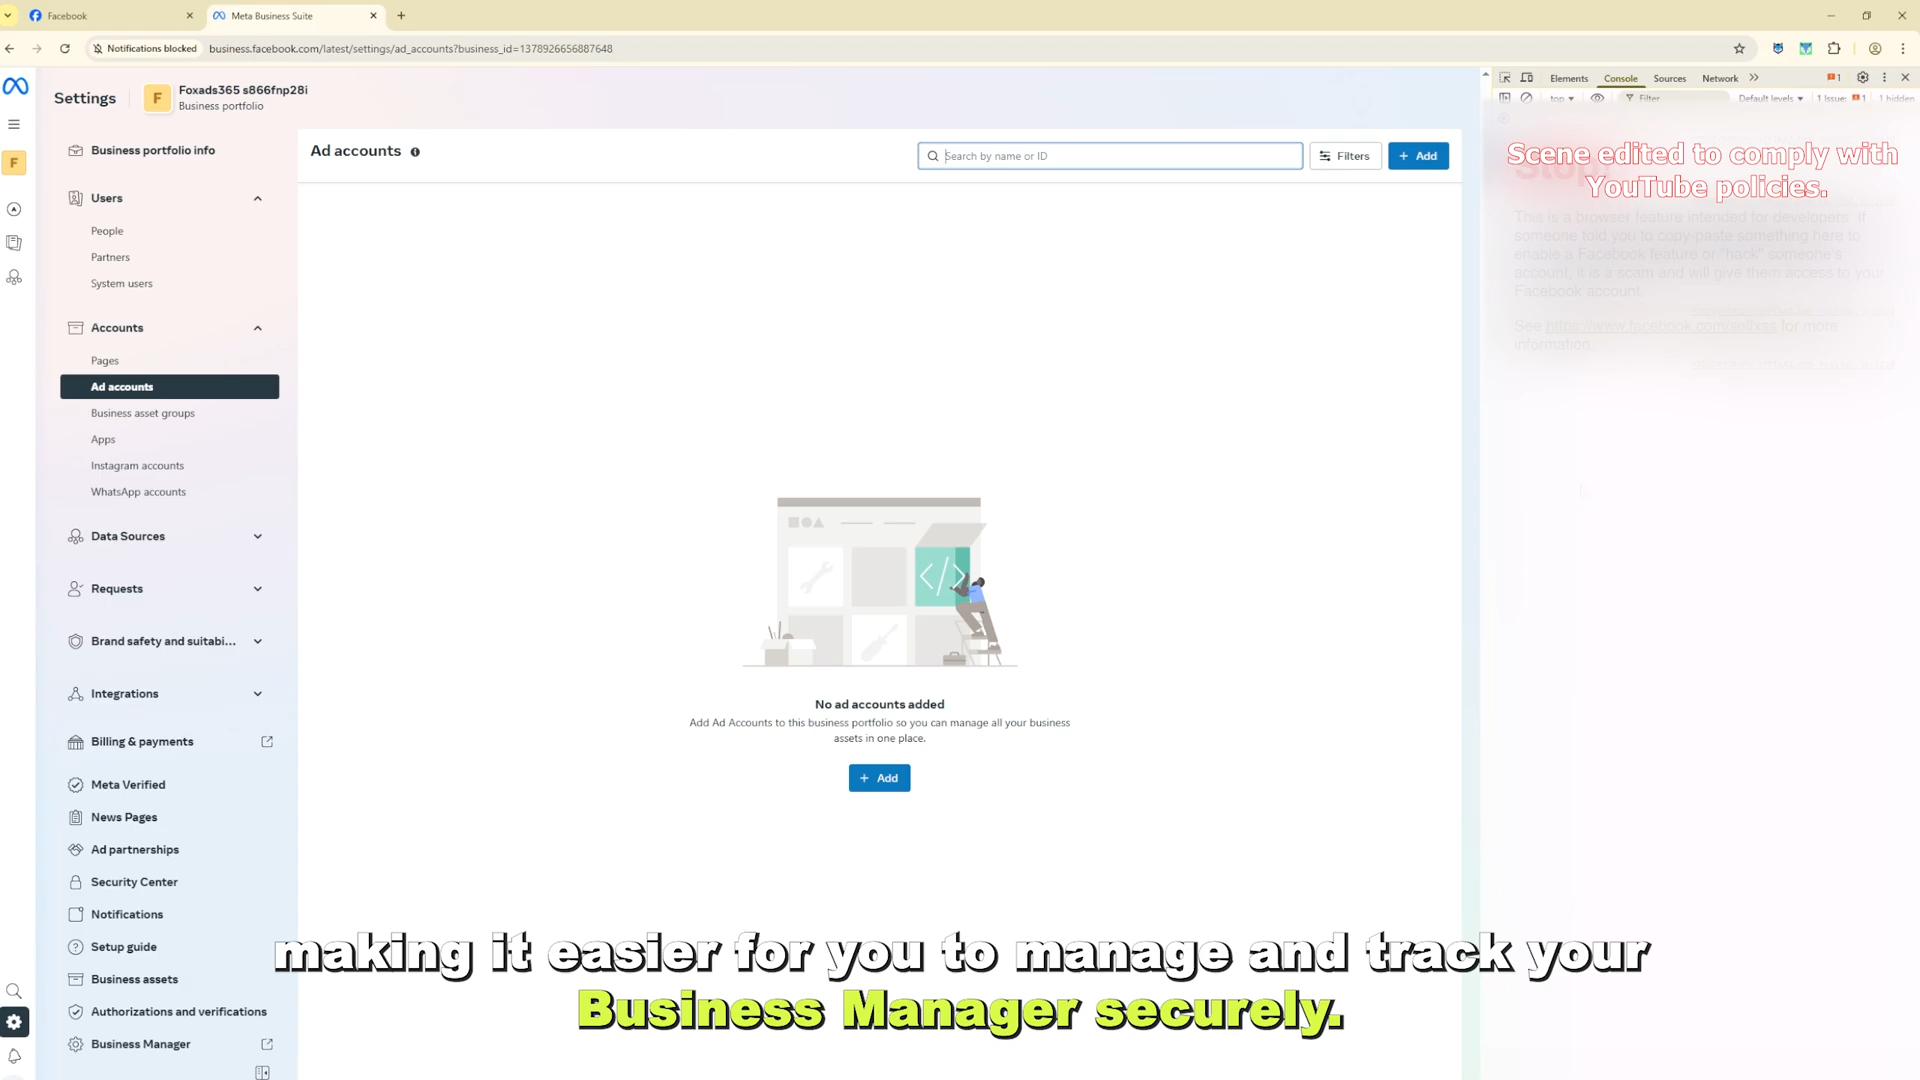 Facebook
Meta Business Suite
Notifications blocked
business.facebook.com/latest/settings/ad_accounts?business_id=1378926656887648
Settings
F
Foxads365 s866fnp28i
Business portfolio
F
Business portfolio info
Users
People
Partners
System users
Accounts
Pages
Ad accounts
Business asset groups
Apps
Instagram accounts
WhatsApp accounts
Data Sources
Requests
Brand safety and suitabi...
Integrations
Billing & payments
Meta Verified
News Pages
Ad partnerships
Security Center
Notifications
Setup guide
Business assets
Authorizations and verifications
Business Manager
Ad accounts
Search by name or ID
Filters
+ Add
No ad accounts added
Add Ad Accounts to this business portfolio so you can manage all your business
assets in one place.
+ Add
Elements
Console
Sources
Network
1
top
Filter
Default levels
1 Issue: 1
1 hidden
Scene edited to comply with
YouTube policies.
Stop!
This is a browser feature intended for developers. If
someone told you to copy-paste something here to
enable a Facebook feature or "hack" someone's
account, it is a scam and will give them access to your
Facebook account.
See https://www.facebook.com/selfxss for more
information.
making it easier for you to manage and track your
Business Manager securely.